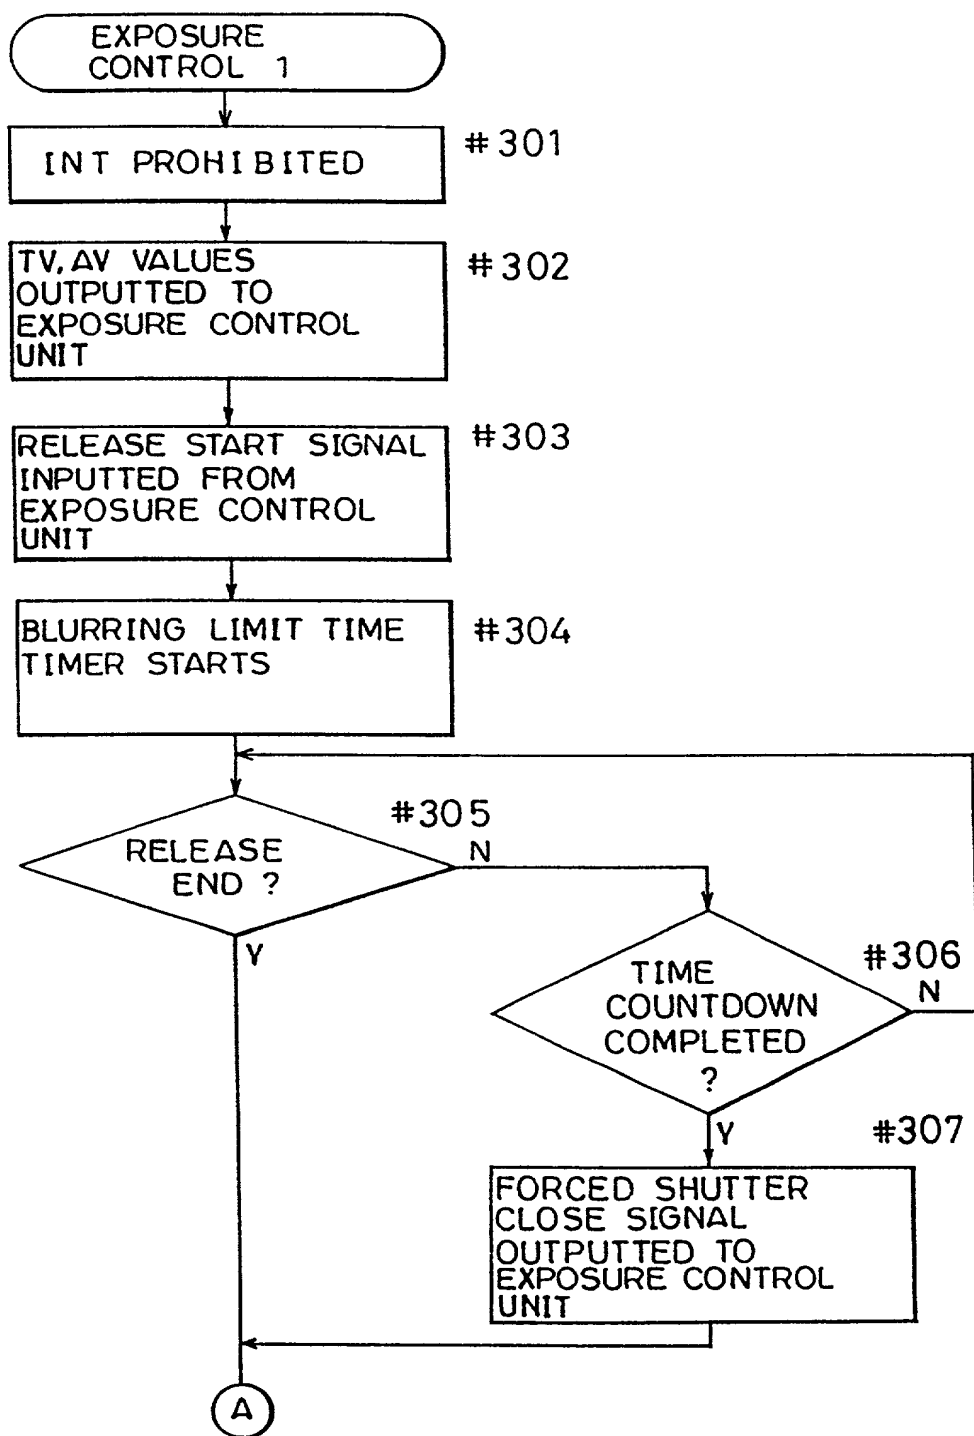 EXPOSURE
CONTROL 1
INT PROHIBITED
#301
TV, AV VALUES
OUTPUTTED TO
EXPOSURE CONTROL
UNIT
#302
RELEASE START SIGNAL
INPUTTED FROM
EXPOSURE CONTROL
UNIT
#303
BLURRING LIMIT TIME
TIMER STARTS
#304
#305
RELEASE
END ?
N
Y
#306
TIME
COUNTDOWN
COMPLETED
?
N
Y
#307
FORCED SHUTTER
CLOSE SIGNAL
OUTPUTTED TO
EXPOSURE CONTROL
UNIT
A